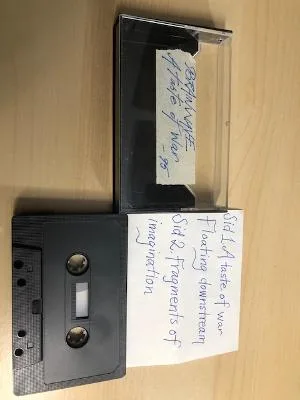 BRAINWAVE
A taste of war
-95
Sid 1. A taste of war
Floating downstream
Sid 2. Fragments of
imagination